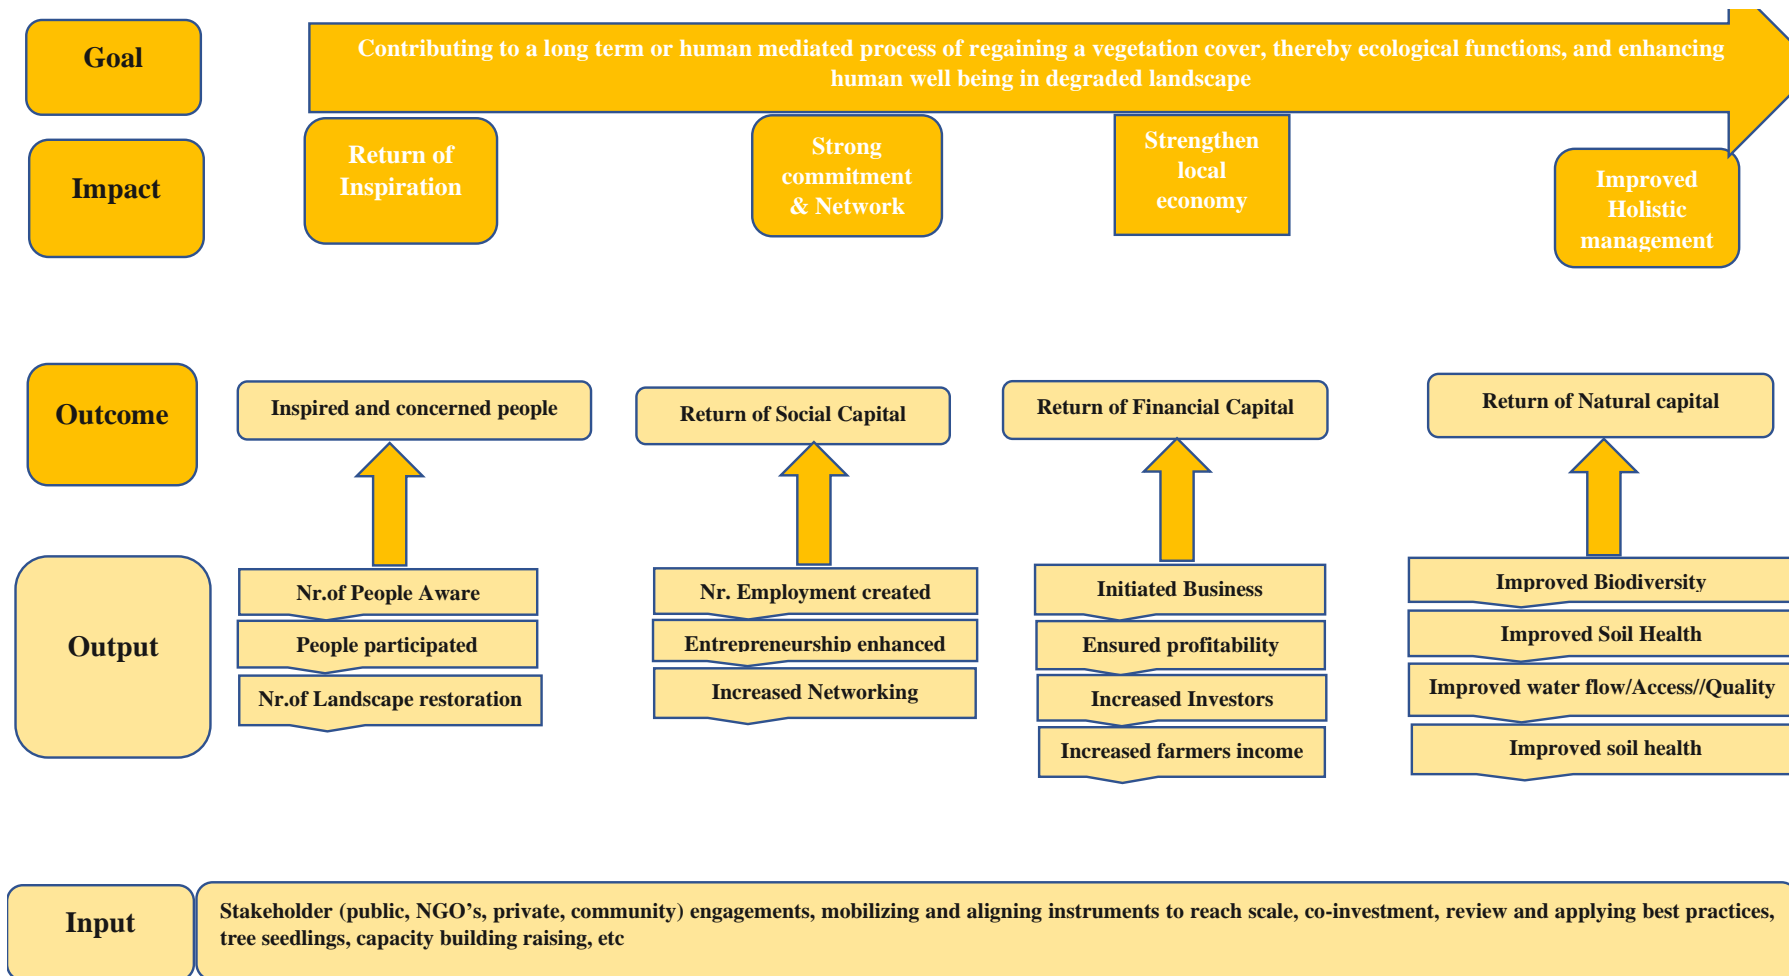 Goal
Contributing to a long term or human mediated process of regaining a vegetation cover, thereby ecological functions, and enhancing
human well being in degraded landscape
Impact
Return of
Inspiration
Strong
commitment
& Network
Strengthen
local
economy
Improved
Holistic
management
Outcome
Inspired and concerned people
Return of Social Capital
Return of Financial Capital
Return of Natural capital
Output
Nr.of People Aware
People participated
Nr.of Landscape restoration
Nr. Employment created
Entrepreneurship enhanced
Increased Networking
Initiated Business
Ensured profitability
Increased Investors
Increased farmers income
Improved Biodiversity
Improved Soil Health
Improved water flow/Access//Quality
Improved soil health
Input
Stakeholder (public, NGO’s, private, community) engagements, mobilizing and aligning instruments to reach scale, co-investment, review and applying best practices,
tree seedlings, capacity building raising, etc